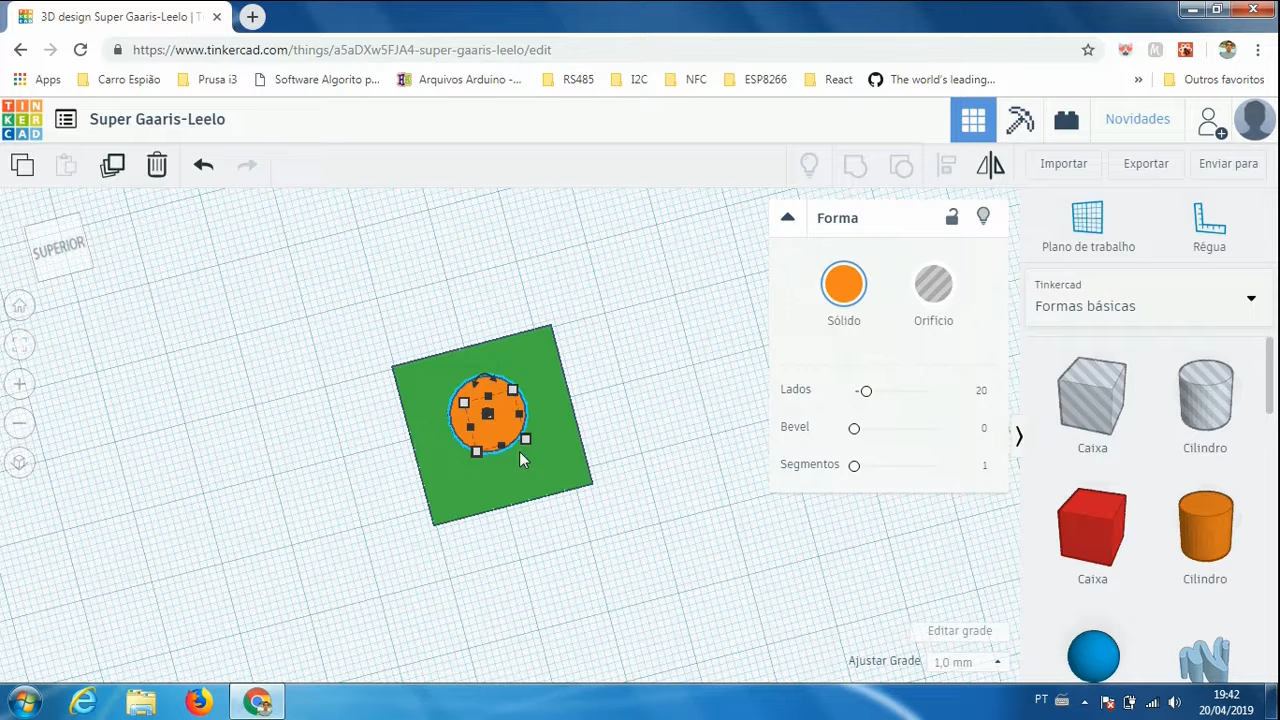 3D design Super Gaaris-Leelo | T
https://www.tinkercad.com/things/a5aDXw5FJA4-super-gaaris-leelo/edit
Apps Carro Espião Prusa i3 Software Algorito p... Arquivos Arduino -... RS485 I2C NFC ESP8266 React The world's leading... » Outros favoritos
TIN
KER
CAD
Super Gaaris-Leelo
Novidades
Importar Exportar Enviar para
SUPERIOR
Forma
Sólido Orifício
Lados 20
Bevel 0
Segmentos 1
Plano de trabalho Régua
Tinkercad
Formas básicas
Caixa Cilindro
Caixa Cilindro
Editar grade
Ajustar Grade 1,0 mm
PT
19:42
20/04/2019